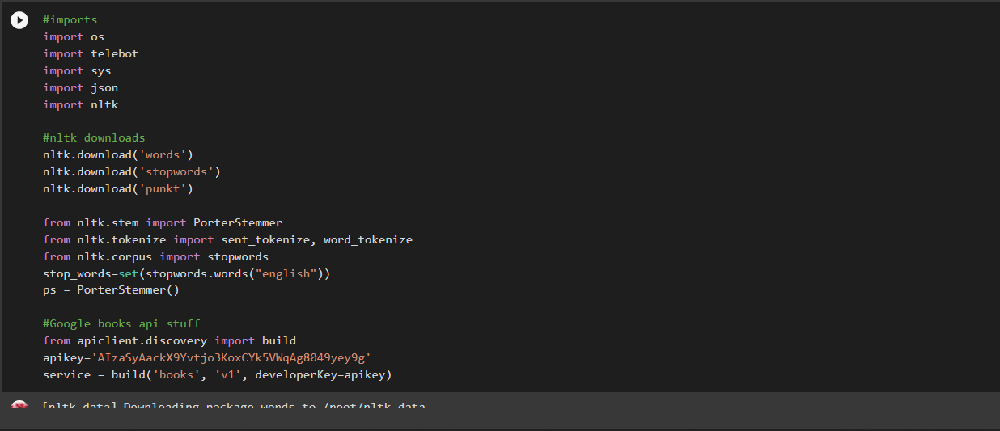 #imports
import os
import telebot
import sys
import json
import nltk
#nltk downloads
nltk.download('words')
nltk.download('stopwords')
nltk.download('punkt')
from nltk.stem import PorterStemmer
from nltk.tokenize import sent_tokenize, word_tokenize
from nltk.corpus import stopwords
stop_words=set(stopwords.words("english"))
ps = PorterStemmer()
#Google books api stuff
from apiclient.discovery import build
apikey='AIzaSyAackX9Yvtjo3KoxCYk5VWqAg8049yey9g'
service = build('books', 'v1', developerKey=apikey)
[nltk_data] Downloading package words to /root/nltk_data